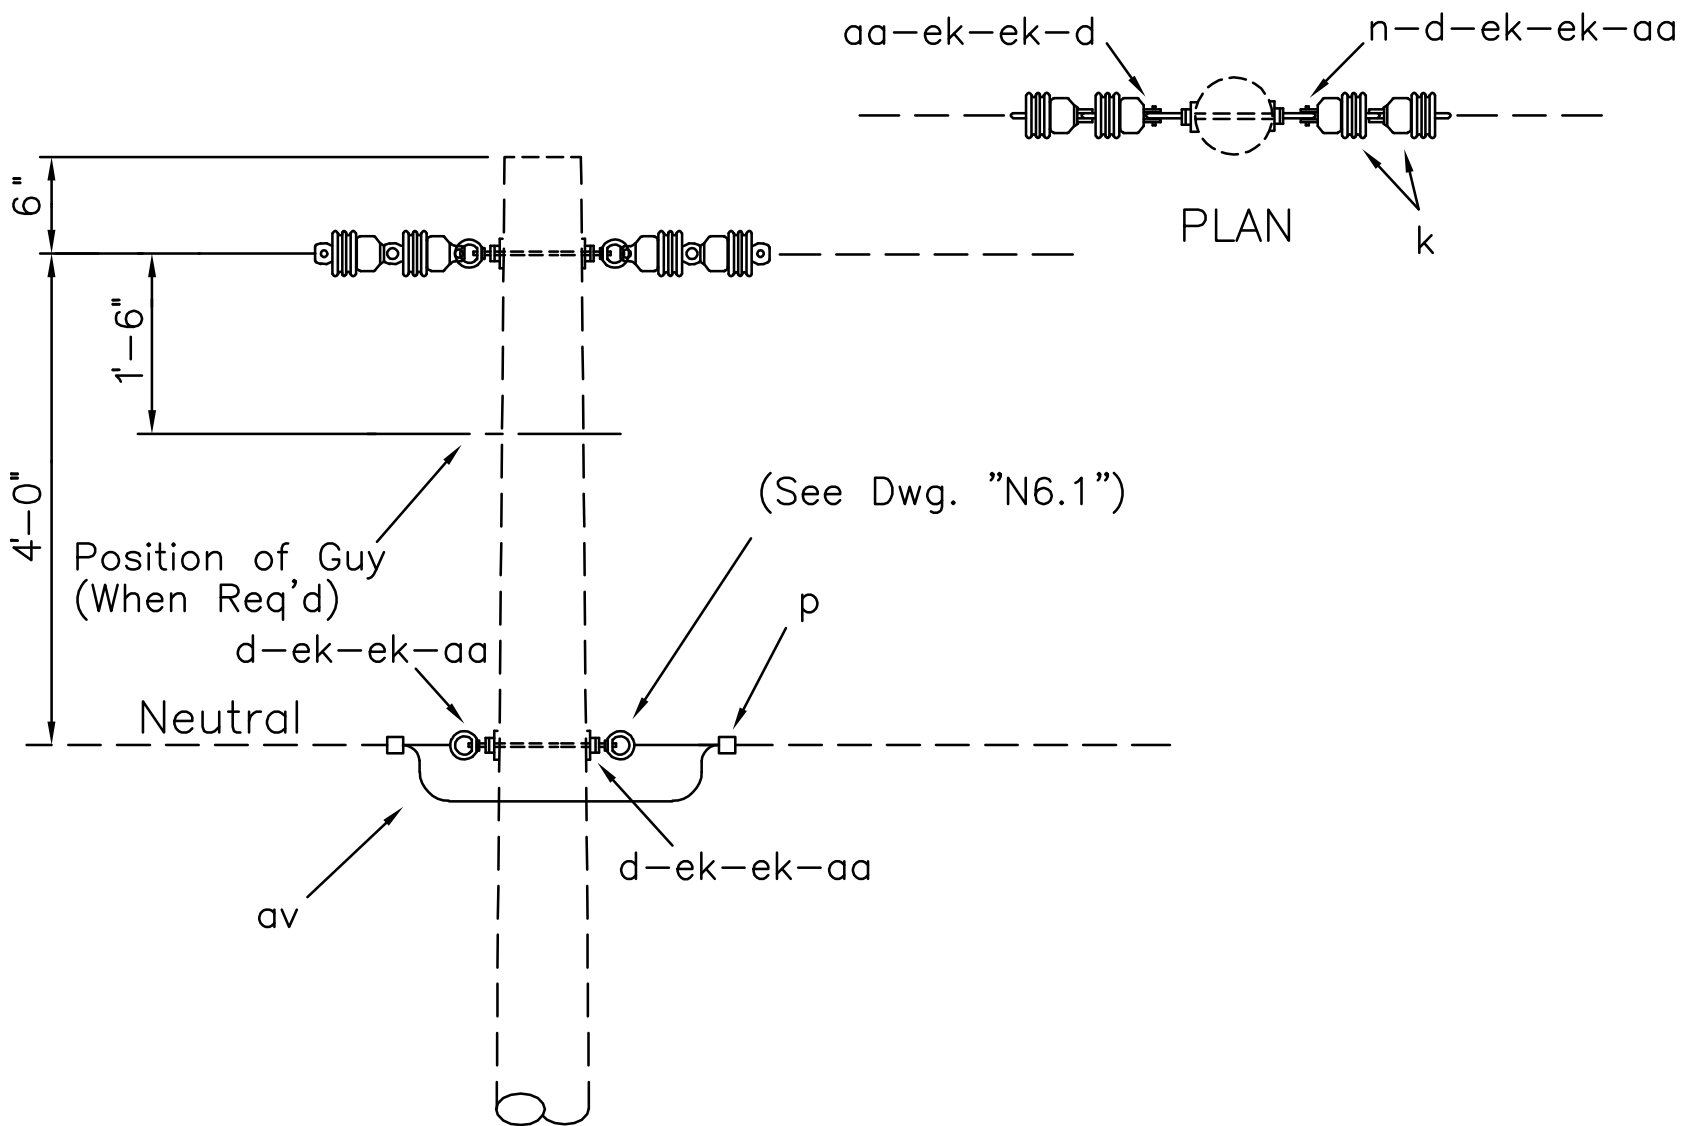 aa-ek-ek-d
n-d-ek-ek-aa
PLAN
k
6"
1'-6"
4'-0"
Position of Guy
(When Req'd)
(See Dwg. "N6.1")
p
d-ek-ek-aa
Neutral
d-ek-ek-aa
av